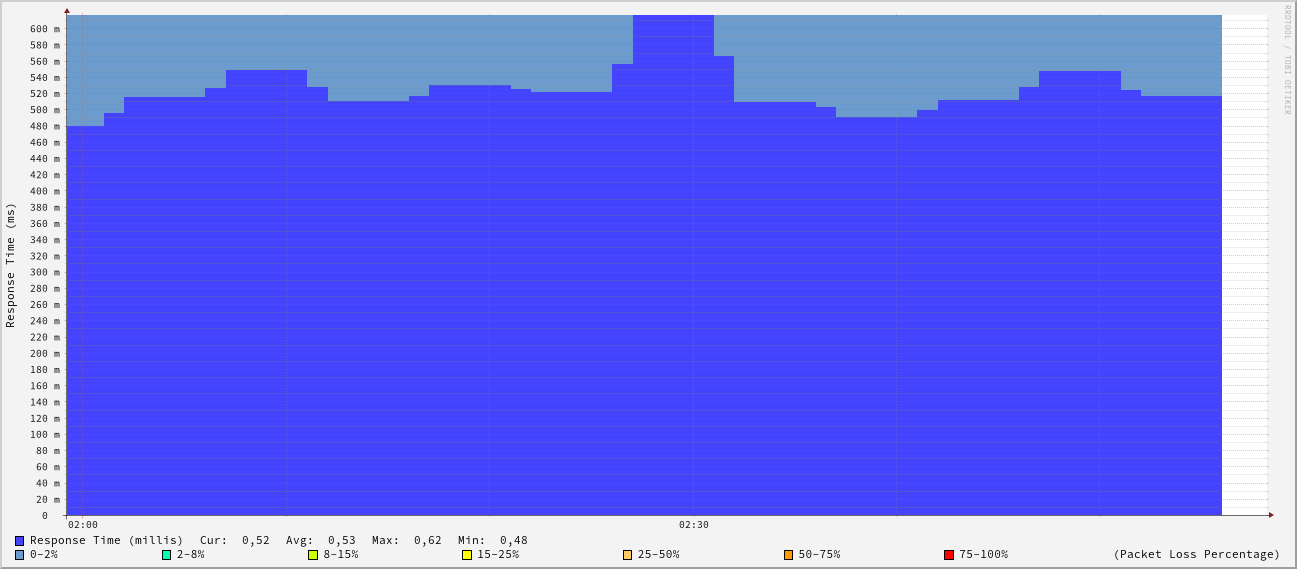 RRDTOOL / TOBI OETIKER
Response Time (ms)
600 m
580 m
560 m
540 m
520 m
500 m
480 m
460 m
440 m
420 m
400 m
380 m
360 m
340 m
320 m
300 m
280 m
260 m
240 m
220 m
200 m
180 m
160 m
140 m
120 m
100 m
80 m
60 m
40 m
20 m
0
02:00 02:30
Response Time (millis) Cur: 0,52 Avg: 0,53 Max: 0,62 Min: 0,48
0-2% 2-8% 8-15% 15-25% 25-50% 50-75% 75-100% (Packet Loss Percentage)